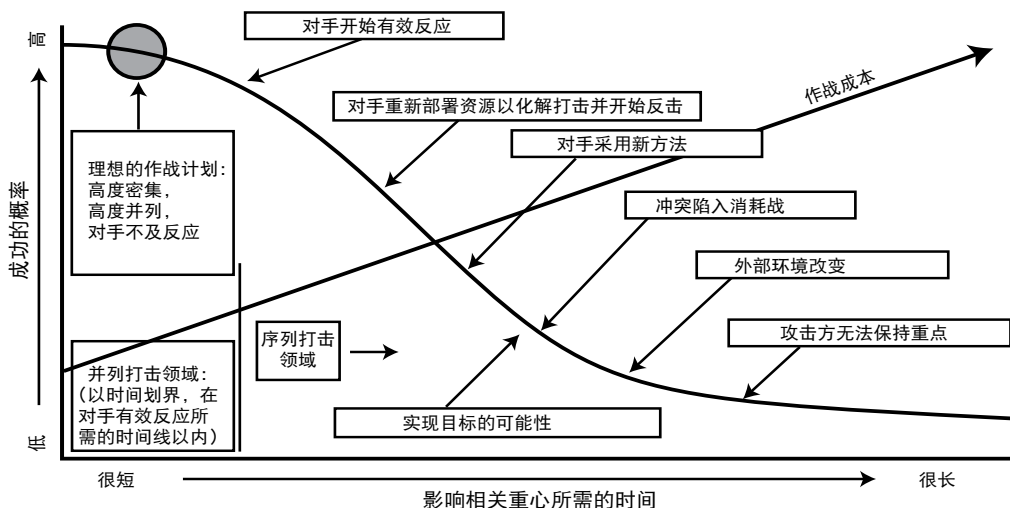 高
对手开始有效反应
作战成本
对手重新部署资源以化解打击并开始反击
对手采用新方法
理想的作战计划：
高度密集，
高度并列，
对手不及反应
成功的概率
冲突陷入消耗战
外部环境改变
序列打击
领域
攻击方无法保持重点
并列打击领域：
（以时间划界，在
对手有效反应所
需的时间线以内）
实现目标的可能性
低
很短
很长
影响相关重心所需的时间